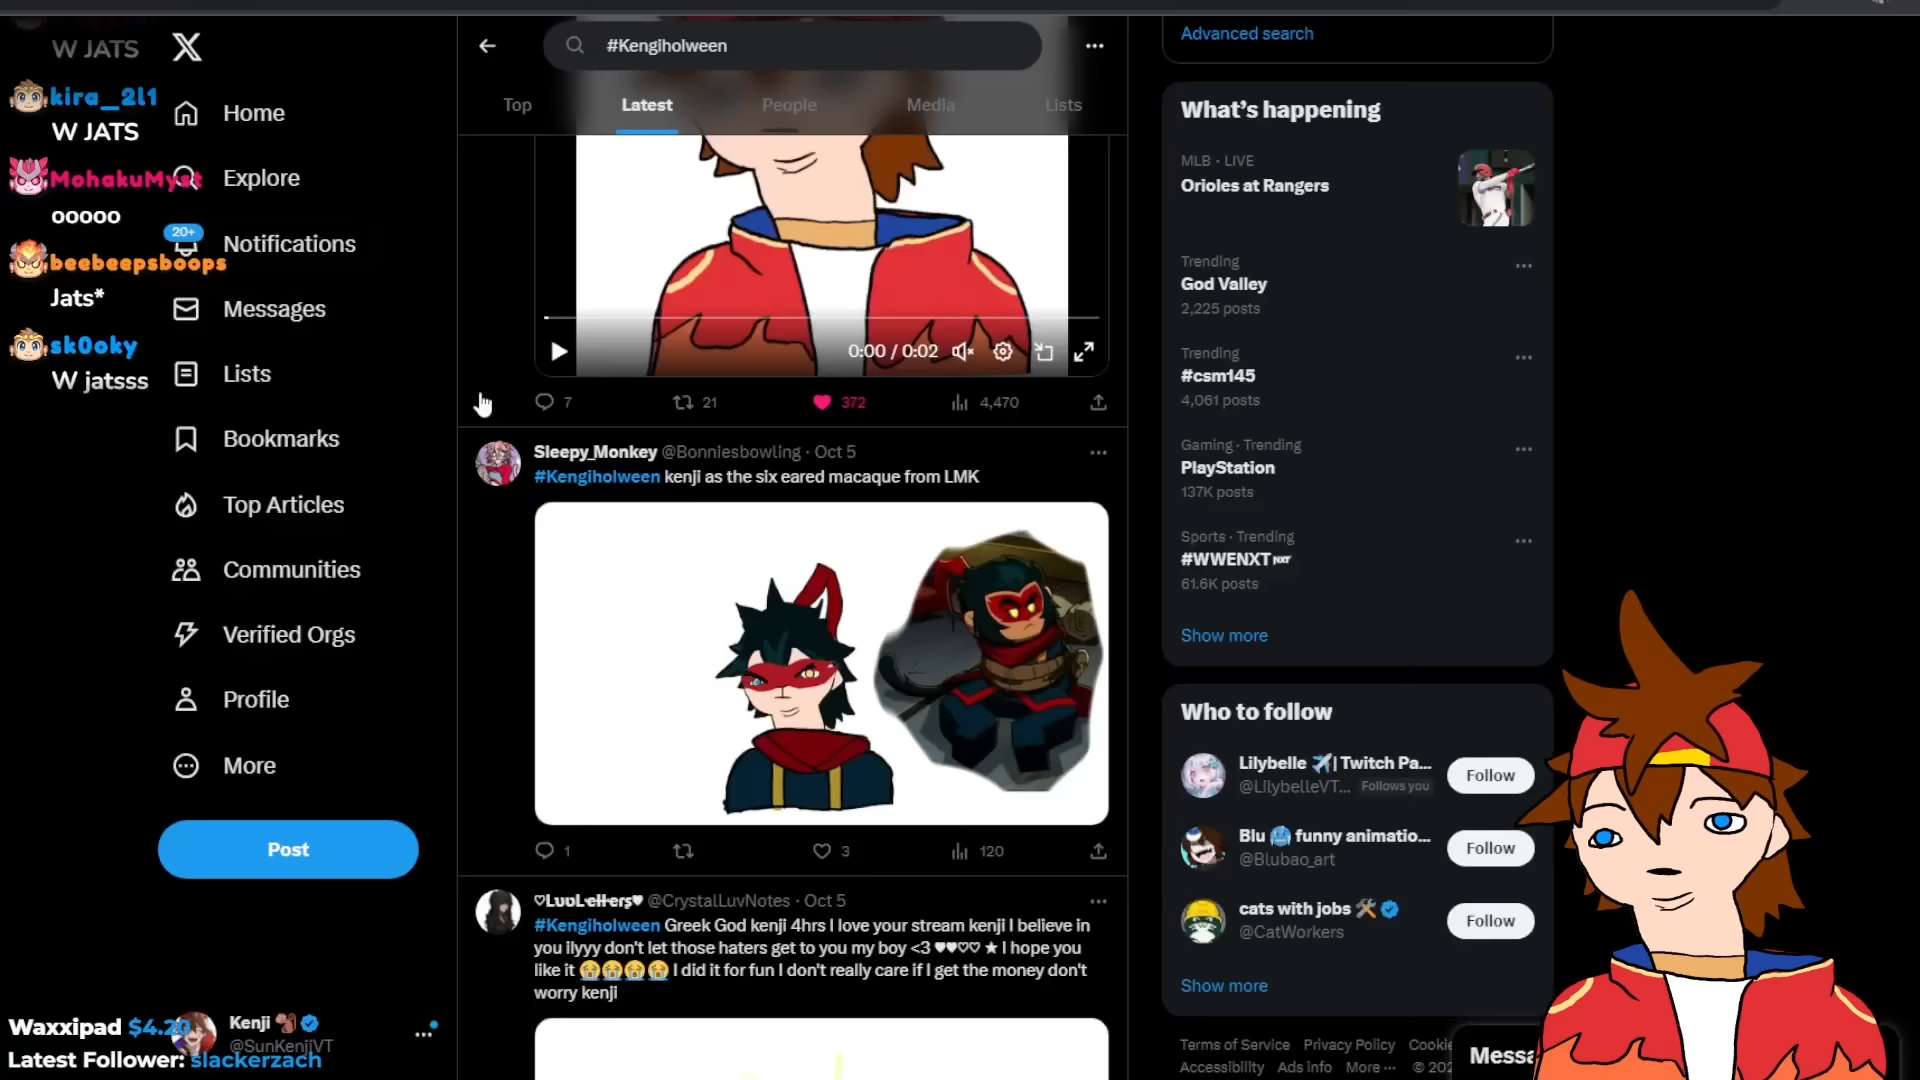 W JATS
kira_2l1
W JATS
MohakuMyst
ooooo
beebeepsboops
Jats*
sk0oky
W jatsss
Home
Explore
20+
Notifications
Messages
Lists
Bookmarks
Top Articles
Communities
Verified Orgs
Profile
More
Post
Waxxipad $4.20
Latest Follower: slackerzach
Kenji
@SunKenjiVT
#Kengiholween
Top
Latest
People
Media
Lists
0:00 / 0:02
7
21
372
4,470
Sleepy_Monkey @Bonniesbowling · Oct 5
#Kengiholween kenji as the six eared macaque from LMK
1
3
120
♡LuvLetters♥ @CrystalLuvNotes · Oct 5
#Kengiholween Greek God kenji 4hrs I love your stream kenji I believe in
you ilyyy don't let those haters get to you my boy <3 ♥♥♡♡ ★ I hope you
like it 😭😭😭😭 I did it for fun I don't really care if I get the money don't
worry kenji
Advanced search
What's happening
MLB · LIVE
Orioles at Rangers
Trending
God Valley
2,225 posts
Trending
#csm145
4,061 posts
Gaming · Trending
PlayStation
137K posts
Sports · Trending
#WWENXT NXT
61.6K posts
Show more
Who to follow
Lilybelle ✈️| Twitch Pa...
@LilybelleVT... Follows you
Follow
Blu 🥶 funny animatio...
@Blubao_art
Follow
cats with jobs 🛠️
@CatWorkers
Follow
Show more
Terms of Service Privacy Policy Cookie
Accessibility Ads info More ··· © 202
Messa